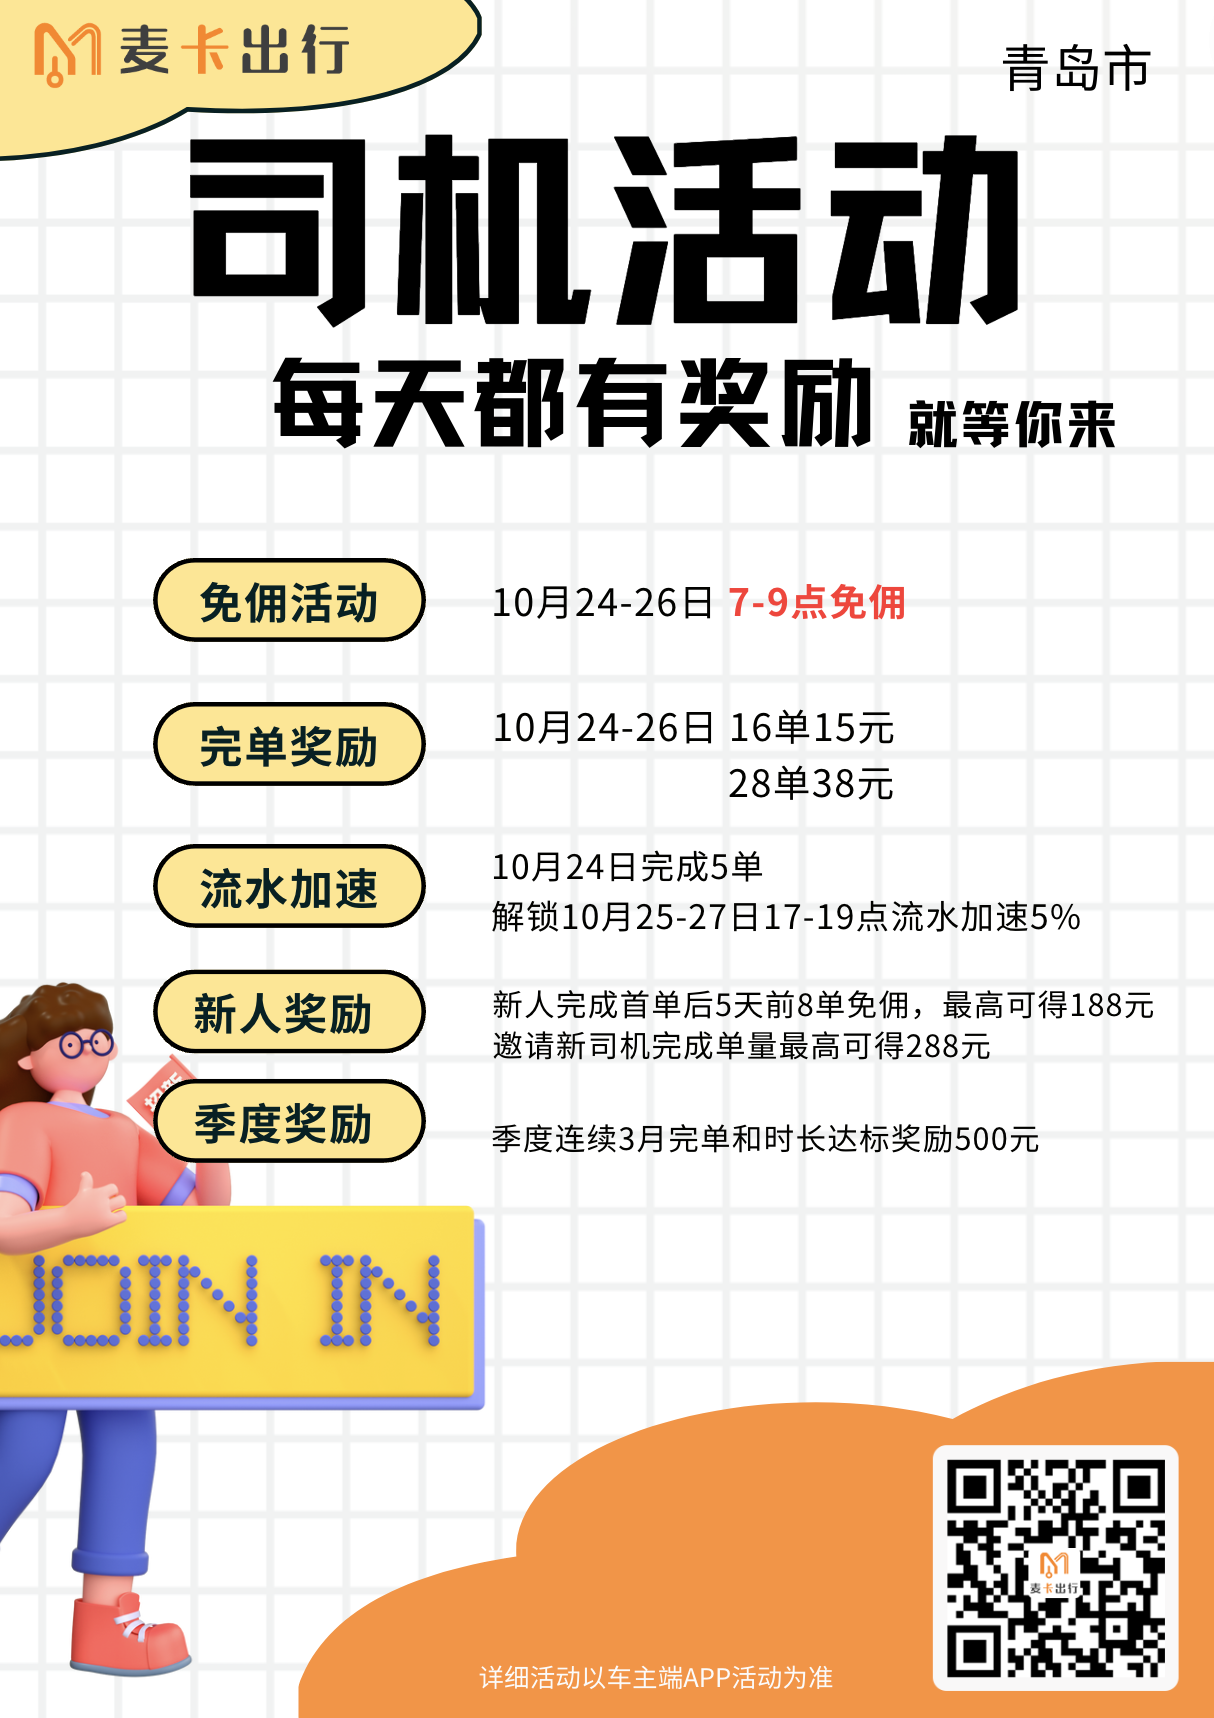 麦卡出行
青岛市
司机活动
每天都有奖励 就等你来
免佣活动
10月24-26日 7-9点免佣
完单奖励
10月24-26日 16单15元
28单38元
流水加速
10月24日完成5单
解锁10月25-27日17-19点流水加速5%
新人奖励
新人完成首单后5天前8单免佣，最高可得188元
邀请新司机完成单量最高可得288元
季度奖励
季度连续3月完单和时长达标奖励500元
JOIN IN
麦卡出行
详细活动以车主端APP活动为准